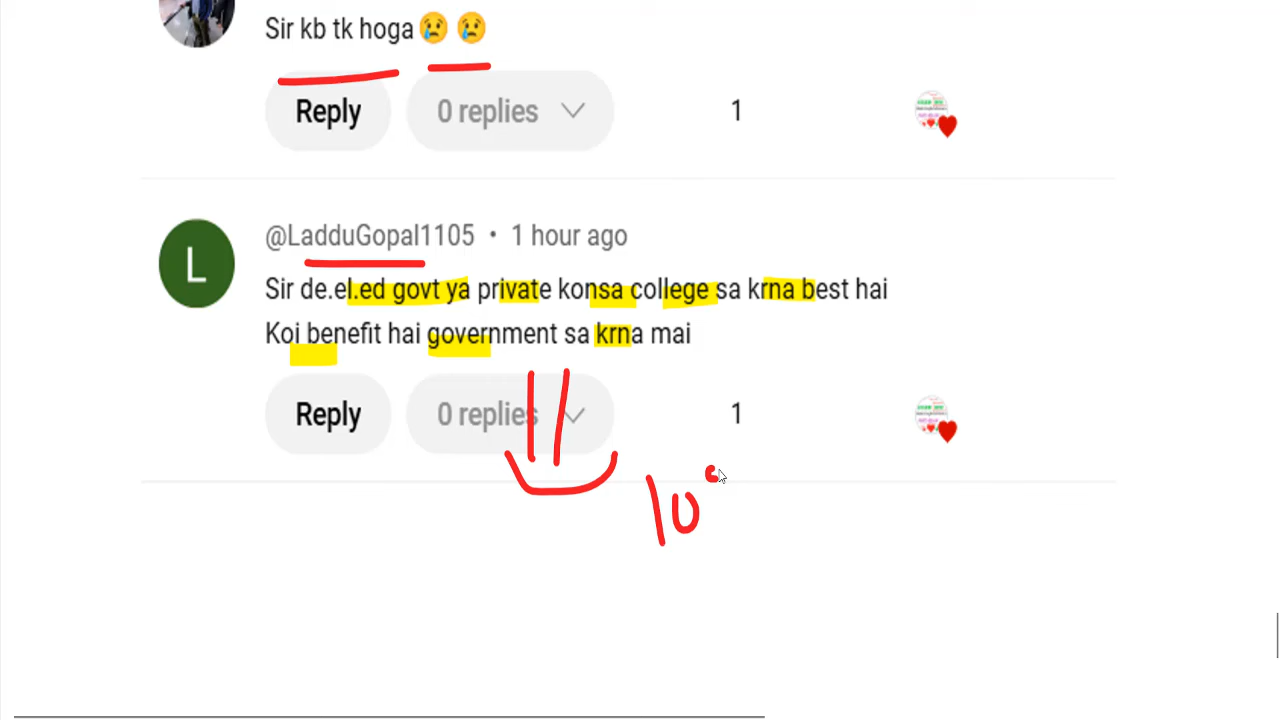 Sir kb tk hoga 😢 😢
Reply 0 replies 1
@LadduGopal1105 • 1 hour ago
L
Sir de.el.ed govt ya private konsa college sa krna best hai
Koi benefit hai government sa krna mai
Reply 0 replies 1
10